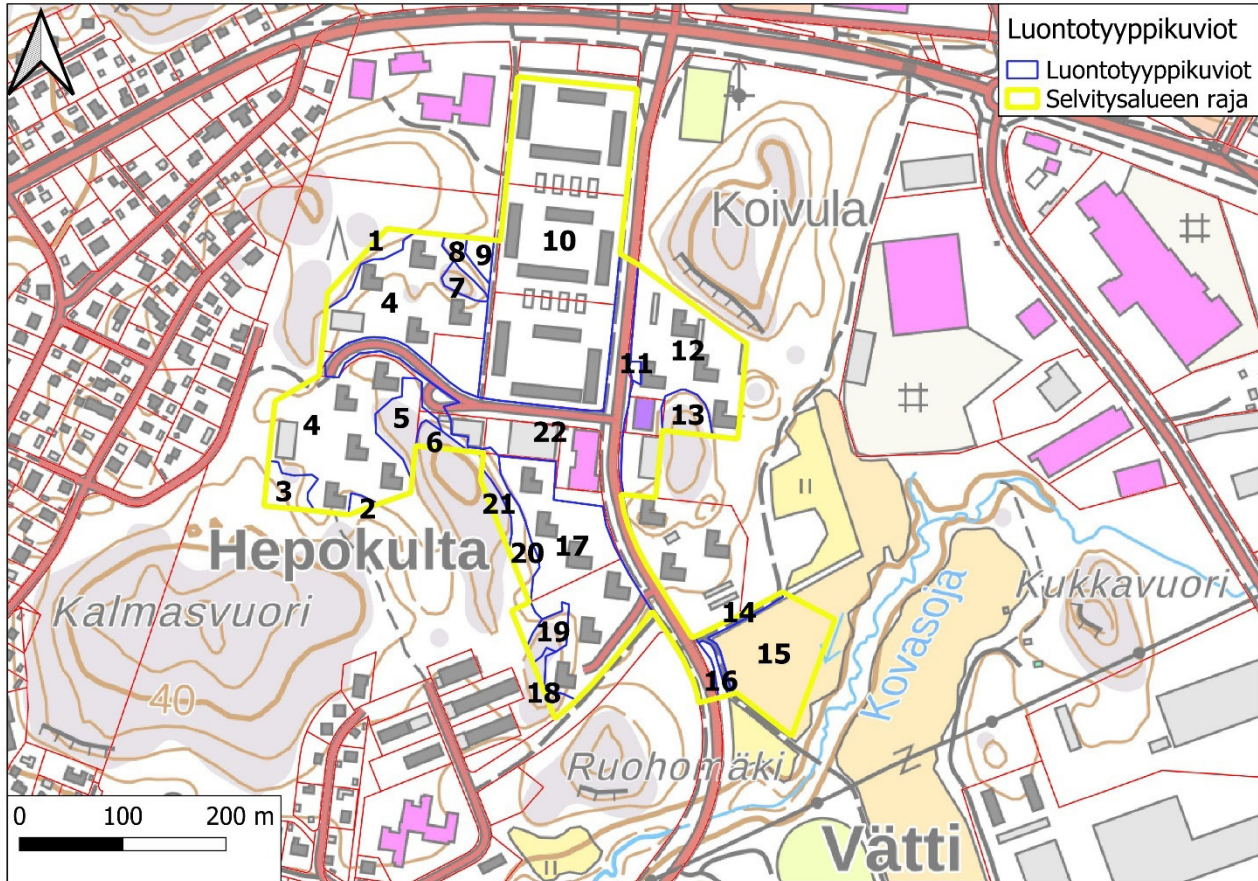 Luontotyyppikuviot
Luontotyyppikuviot
Selvitysalueen raja
Koivula
1
8
9
10
7
4
11
12
13
4
5
6
22
3
2
21
Hepokulta
20
17
Kalmasvuori
Kukkavuori
14
19
15
16
18
40
Kovasoja
Ruohomäki
Vätti
0 100 200 m